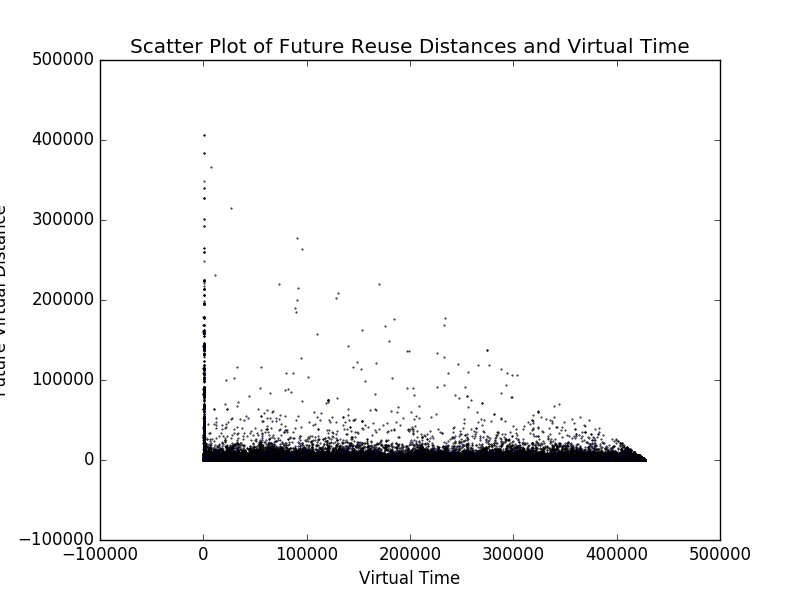 Scatter Plot of Future Reuse Distances and Virtual Time
500000
400000
300000
200000
100000
0
−100000
−100000 0 100000 200000 300000 400000 500000
Virtual Time
Future Virtual Distance